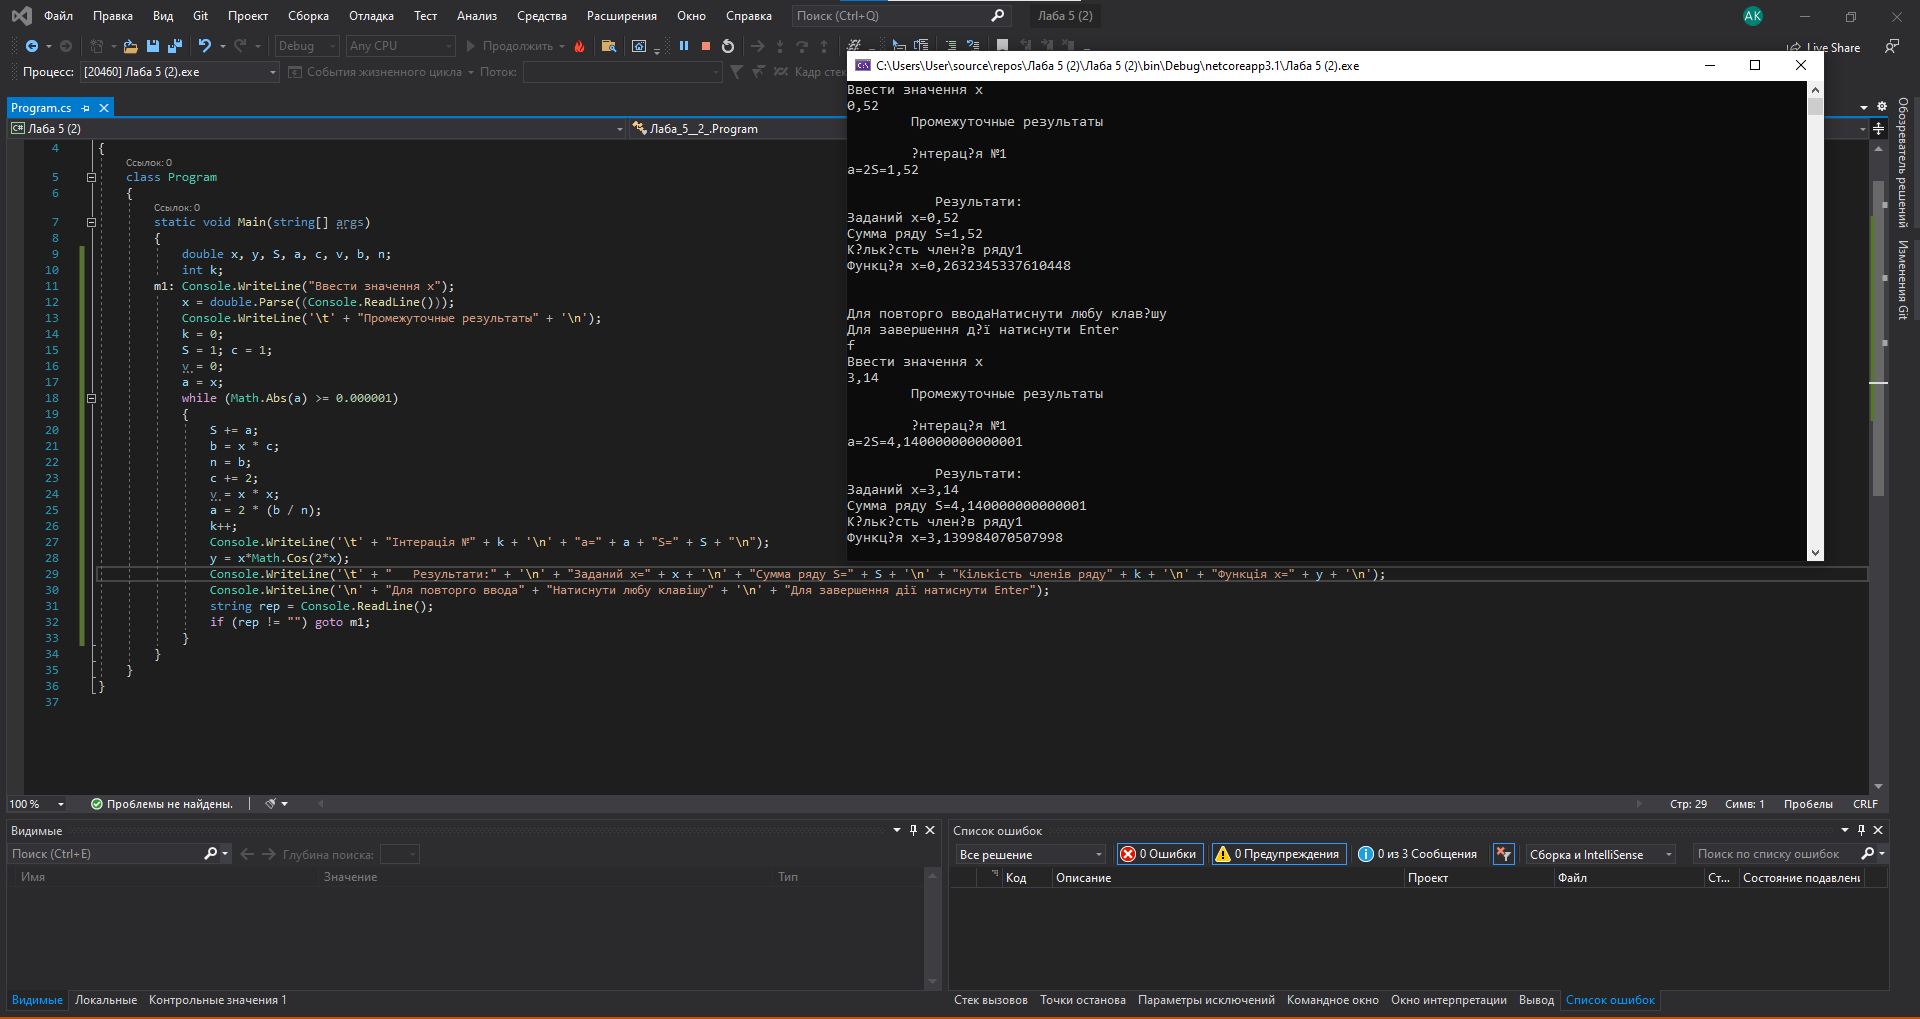 Файл Правка Вид Git Проект Сборка Отладка Тест Анализ Средства Расширения Окно Справка Поиск (Ctrl+Q) Лаба 5 (2) AK
Debug Any CPU Продолжить Live Share
Процесс: [20460] Лаба 5 (2).exe События жизненного цикла Поток: Кадр стек
Program.cs
Лаба 5 (2) Лаба_5__2_.Program
4 {
Ссылок: 0
5 class Program
6 {
Ссылок: 0
7 static void Main(string[] args)
8 {
9 double x, y, S, a, c, v, b, n;
10 int k;
11 m1: Console.WriteLine("Ввести значення x");
12 x = double.Parse((Console.ReadLine()));
13 Console.WriteLine('\t' + "Промежуточные результаты" + '\n');
14 k = 0;
15 S = 1; c = 1;
16 v = 0;
17 a = x;
18 while (Math.Abs(a) >= 0.000001)
19 {
20 S += a;
21 b = x * c;
22 n = b;
23 c += 2;
24 v = x * x;
25 a = 2 * (b / n);
26 k++;
27 Console.WriteLine('\t' + "Iнтерацiя №" + k + '\n' + "a=" + a + "S=" + S + "\n");
28 y = x*Math.Cos(2*x);
29 Console.WriteLine('\t' + "   Результати:" + '\n' + "Заданий x=" + x + '\n' + "Сумма ряду S=" + S + '\n' + "Кiлькiсть членiв ряду" + k + '\n' + "Функцiя x=" + y + '\n');
30 Console.WriteLine('\n' + "Для повторго ввода" + "Натиснути любу клавiшу" + '\n' + "Для завершення дiї натиснути Enter");
31 string rep = Console.ReadLine();
32 if (rep != "") goto m1;
33 }
34 }
35 }
36 }
37
C:\Users\User\source\repos\Лаба 5 (2)\Лаба 5 (2)\bin\Debug\netcoreapp3.1\Лаба 5 (2).exe
Ввести значення x
0,52
Промежуточные результаты
?нтерац?я №1
a=2S=1,52
Результати:
Заданий x=0,52
Сумма ряду S=1,52
К?льк?сть член?в ряду1
Функц?я x=0,2632345337610448
Для повторго вводаНатиснути любу клав?шу
Для завершення д?ї натиснути Enter
f
Ввести значення x
3,14
Промежуточные результаты
?нтерац?я №1
a=2S=4,140000000000001
Результати:
Заданий x=3,14
Сумма ряду S=4,140000000000001
К?льк?сть член?в ряду1
Функц?я x=3,139984070507998
Обозреватель решений
Изменения Git
100 % Проблемы не найдены. Стр: 29 Симв: 1 Пробелы CRLF
Видимые
Поиск (Ctrl+E) Глубина поиска:
Имя Значение Тип
Видимые Локальные Контрольные значения 1
Список ошибок
Все решение 0 Ошибки 0 Предупреждения 0 из 3 Сообщения Сборка и IntelliSense Поиск по списку ошибок
Код Описание Проект Файл Ст... Состояние подавлени
Стек вызовов Точки останова Параметры исключений Командное окно Окно интерпретации Вывод Список ошибок